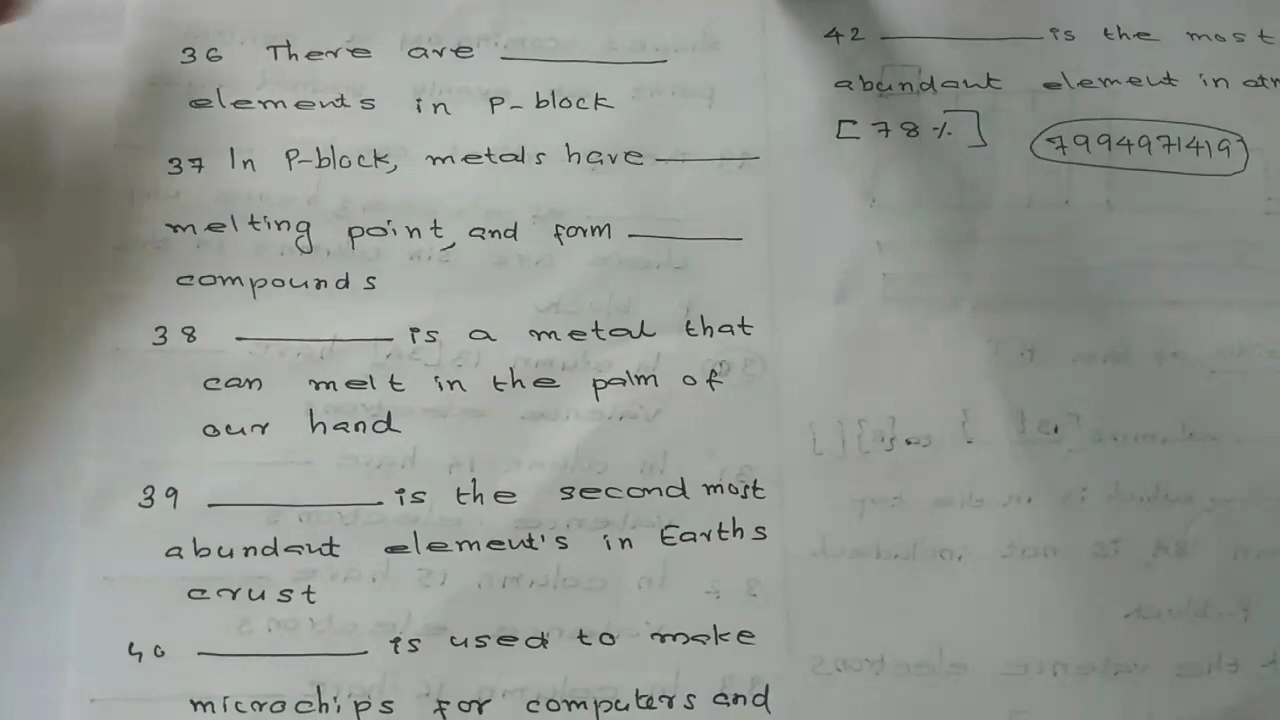 36 There are ________
elements in P-block
37 In P-block, metals have ________
melting point, and form ________
compounds
38 ________ is a metal that
can melt in the palm of
our hand
39 ________ is the second most
abundant element's in Earths
crust
40 ________ is used to make
microchips for computers and
42 ________ is the most
abundant element in atm
[78%]
7994971419